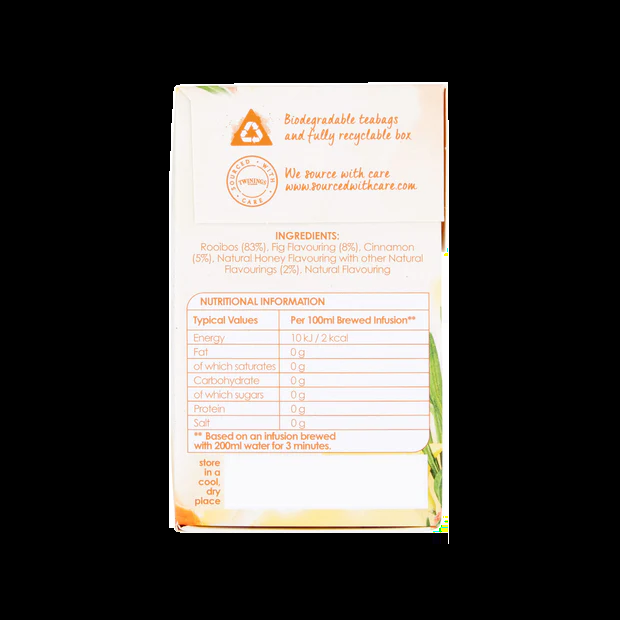 Biodegradable teabags
and fully recyclable box
SOURCED · WITH · CARE
TWININGS
We source with care
www.sourcedwithcare.com
INGREDIENTS:
Rooibos (83%), Fig Flavouring (8%), Cinnamon
(5%), Natural Honey Flavouring with other Natural
Flavourings (2%), Natural Flavouring
NUTRITIONAL INFORMATION
Typical Values Per 100ml Brewed Infusion**
Energy 10 kJ / 2 kcal
Fat 0 g
of which saturates 0 g
Carbohydrate 0 g
of which sugars 0 g
Protein 0 g
Salt 0 g
** Based on an infusion brewed
with 200ml water for 3 minutes.
store
in a
cool,
dry
place